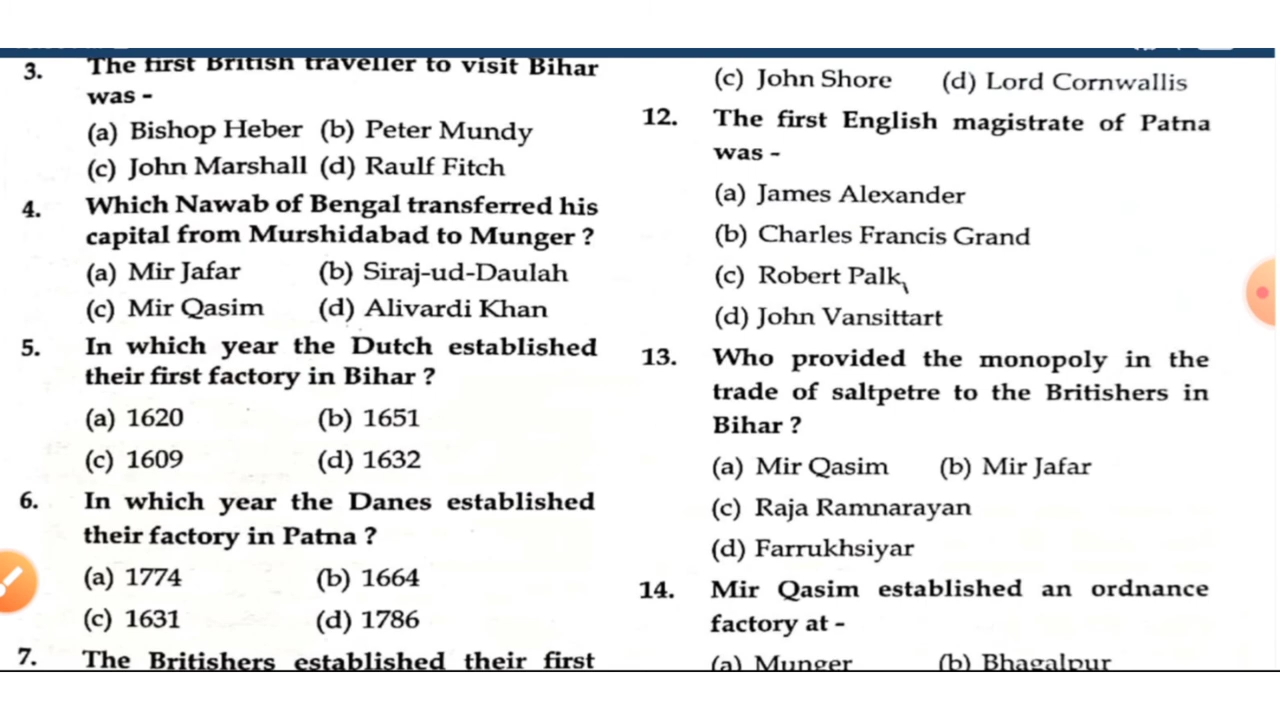 3. The first British traveller to visit Bihar
was -
(a) Bishop Heber (b) Peter Mundy
(c) John Marshall (d) Raulf Fitch
4. Which Nawab of Bengal transferred his
capital from Murshidabad to Munger ?
(a) Mir Jafar (b) Siraj-ud-Daulah
(c) Mir Qasim (d) Alivardi Khan
5. In which year the Dutch established
their first factory in Bihar ?
(a) 1620 (b) 1651
(c) 1609 (d) 1632
6. In which year the Danes established
their factory in Patna ?
(a) 1774 (b) 1664
(c) 1631 (d) 1786
7. The Britishers established their first
(c) John Shore (d) Lord Cornwallis
12. The first English magistrate of Patna
was -
(a) James Alexander
(b) Charles Francis Grand
(c) Robert Palk
(d) John Vansittart
13. Who provided the monopoly in the
trade of saltpetre to the Britishers in
Bihar ?
(a) Mir Qasim (b) Mir Jafar
(c) Raja Ramnarayan
(d) Farrukhsiyar
14. Mir Qasim established an ordnance
factory at -
(a) Munger (b) Bhagalpur